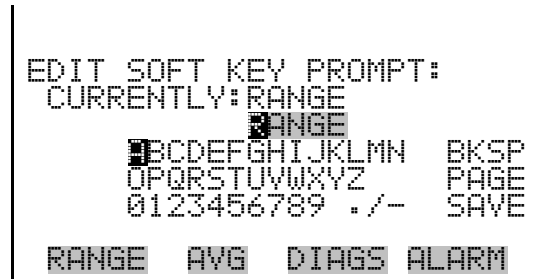 EDIT SOFT KEY PROMPT:
CURRENTLY:RANGE
RANGE
ABCDEFGHIJKLMN BKSP
OPQRSTUVWXYZ PAGE
0123456789 ./- SAVE
RANGE AVG DIAGS ALARM